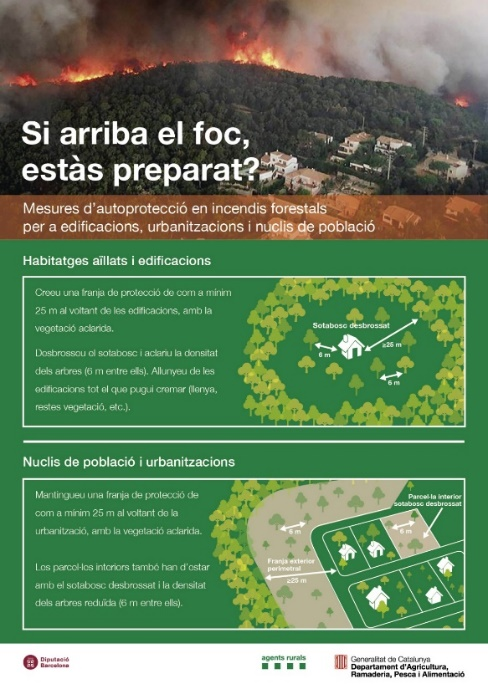 Si arriba el foc,
estàs preparat?
Mesures d'autoprotecció en incendis forestals
per a edificacions, urbanitzacions i nuclis de població
Habitatges aïllats i edificacions
Creeu una franja de protecció de com a mínim
25 m al voltant de les edificacions, amb la
vegetació aclarida.
Desbrosseu el sotabosc i aclariu la densitat
dels arbres (6 m entre ells). Allunyeu de les
edificacions tot el que pugui cremar (llenya,
restes vegetació, etc.).
Sotabosc desbrossat
6 m
≥25 m
6 m
Nuclis de població i urbanitzacions
Mantingueu una franja de protecció de
com a mínim 25 m al voltant de la
urbanització, amb la vegetació aclarida.
Les parcel·les interiors també han d'estar
amb el sotabosc desbrossat i la densitat
dels arbres reduïda (6 m entre ells).
Parcel·la interior
sotabosc desbrossat
6 m
6 m
Franja exterior
perimetral
≥25 m
Diputació
Barcelona
agents rurals
Generalitat de Catalunya
Departament d'Agricultura,
Ramaderia, Pesca i Alimentació